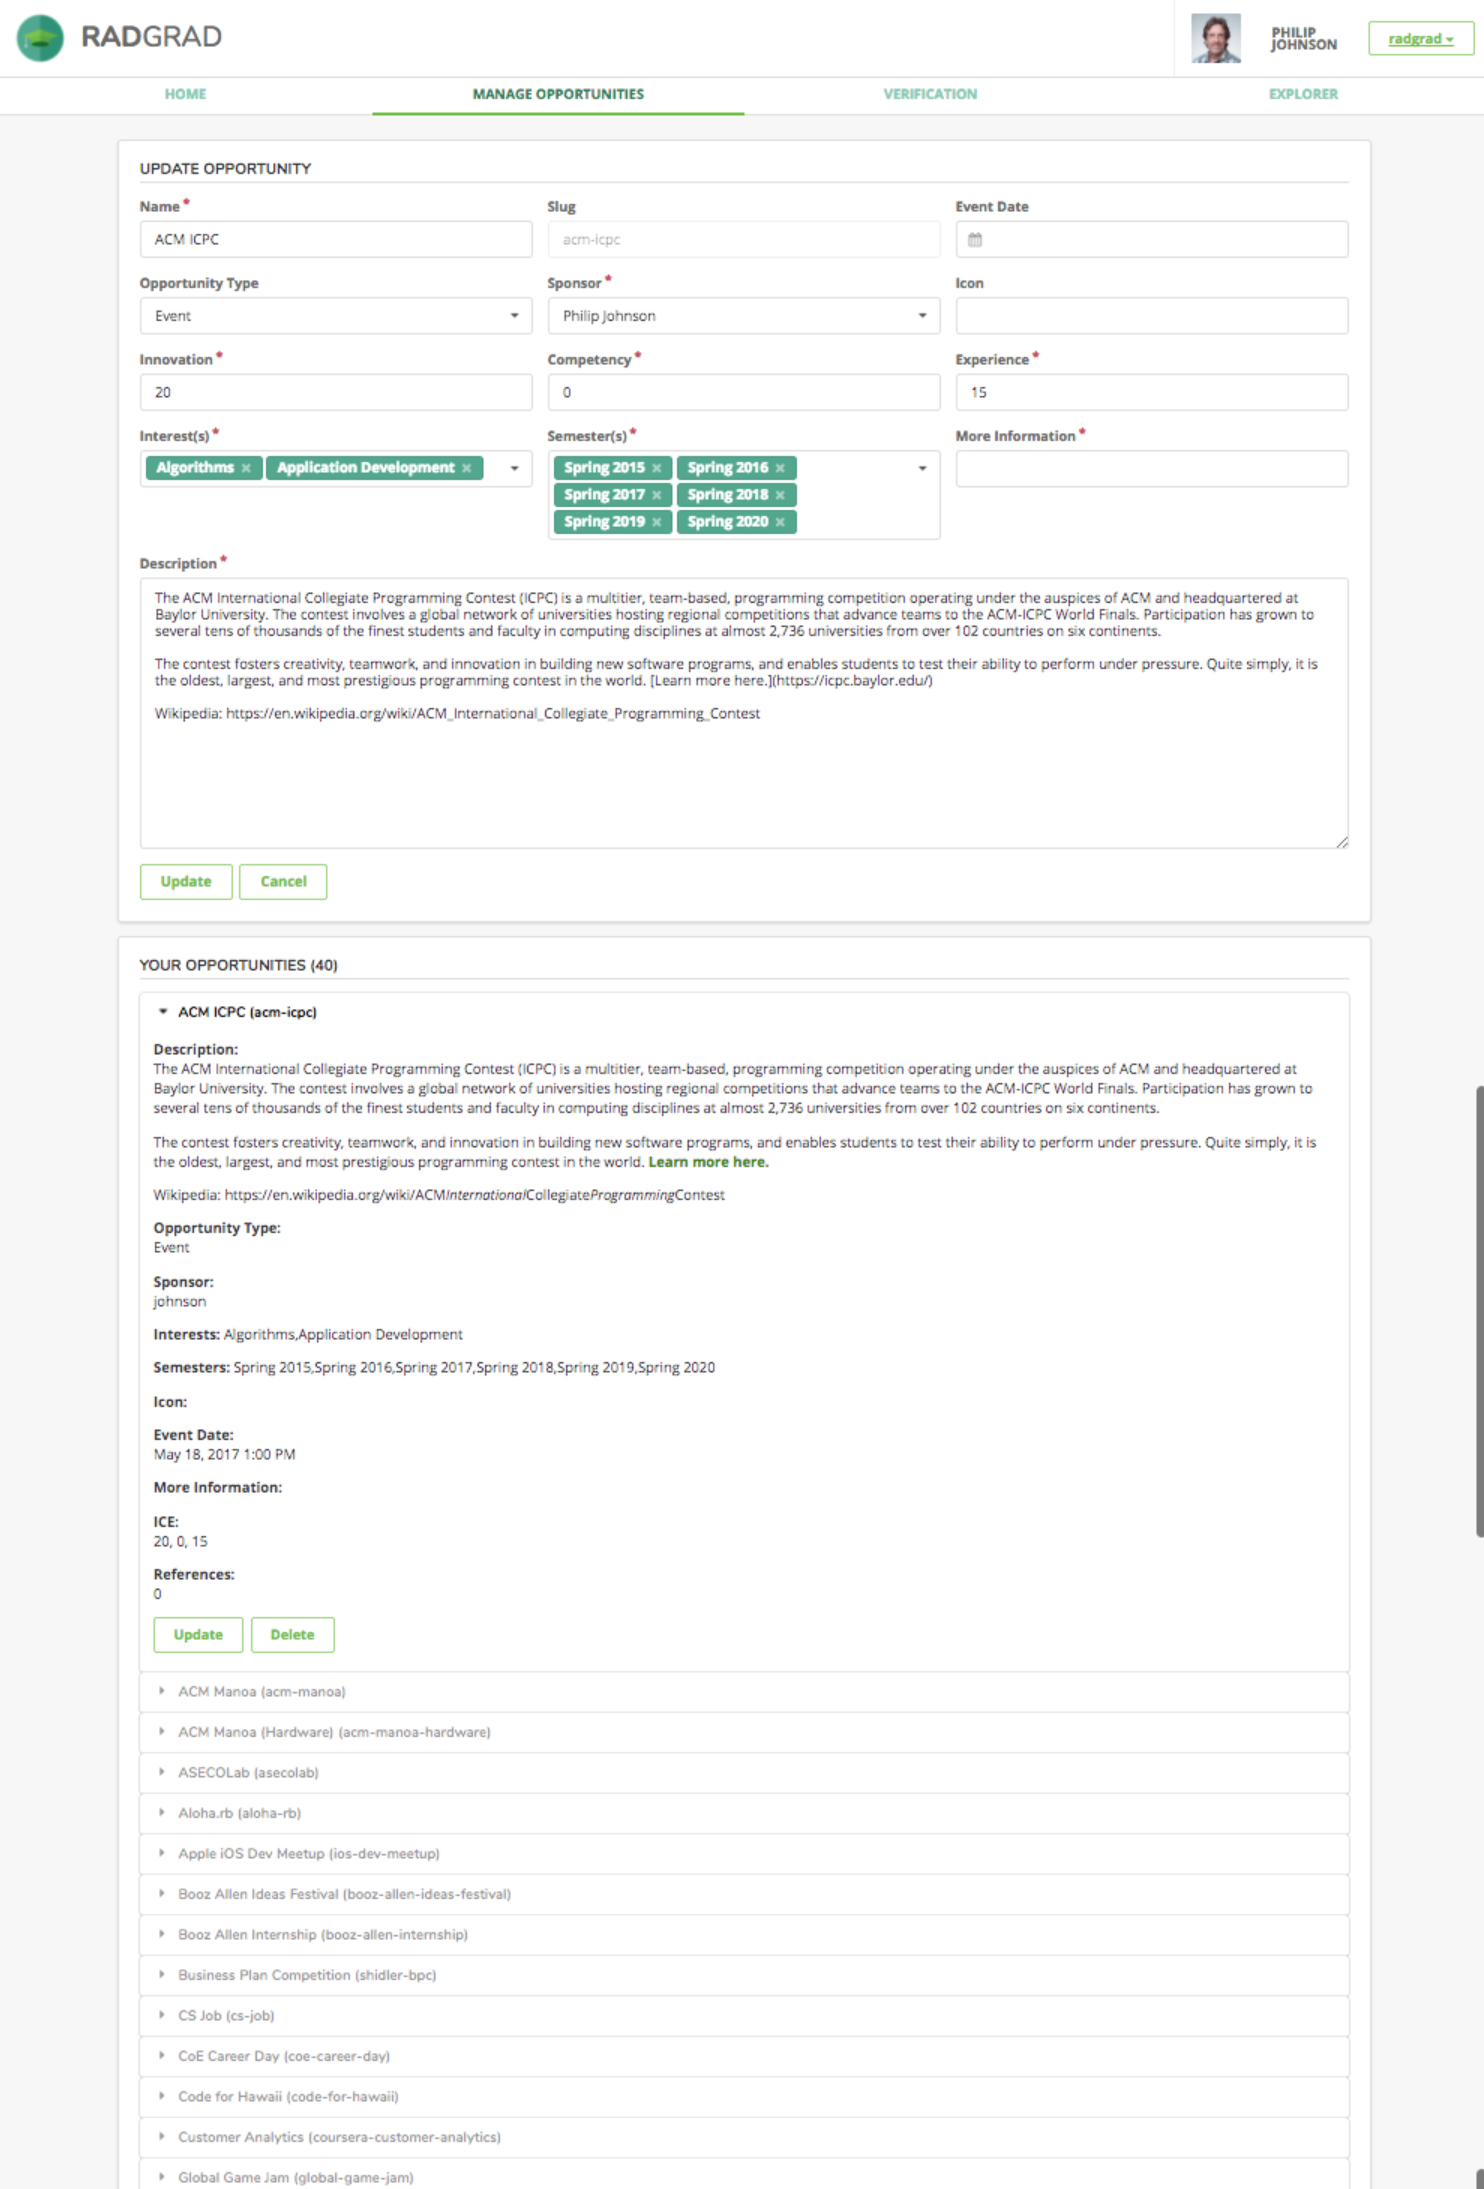 RADGRAD
PHILIP
JOHNSON
radgrad
HOME
MANAGE OPPORTUNITIES
VERIFICATION
EXPLORER
UPDATE OPPORTUNITY
Name *
Slug
Event Date
ACM ICPC
acm-icpc
Opportunity Type
Sponsor *
Icon
Event
Philip Johnson
Innovation *
Competency *
Experience *
20
0
15
Interest(s) *
Semester(s) *
More Information *
Algorithms × Application Development ×
Spring 2015 × Spring 2016 ×
Spring 2017 × Spring 2018 ×
Spring 2019 × Spring 2020 ×
Description *
The ACM International Collegiate Programming Contest (ICPC) is a multitier, team-based, programming competition operating under the auspices of ACM and headquartered at
Baylor University. The contest involves a global network of universities hosting regional competitions that advance teams to the ACM-ICPC World Finals. Participation has grown to
several tens of thousands of the finest students and faculty in computing disciplines at almost 2,736 universities from over 102 countries on six continents.
The contest fosters creativity, teamwork, and innovation in building new software programs, and enables students to test their ability to perform under pressure. Quite simply, it is
the oldest, largest, and most prestigious programming contest in the world. [Learn more here.](https://icpc.baylor.edu/)
Wikipedia: https://en.wikipedia.org/wiki/ACM_International_Collegiate_Programming_Contest
Update
Cancel
YOUR OPPORTUNITIES (40)
ACM ICPC (acm-icpc)
Description:
The ACM International Collegiate Programming Contest (ICPC) is a multitier, team-based, programming competition operating under the auspices of ACM and headquartered at
Baylor University. The contest involves a global network of universities hosting regional competitions that advance teams to the ACM-ICPC World Finals. Participation has grown to
several tens of thousands of the finest students and faculty in computing disciplines at almost 2,736 universities from over 102 countries on six continents.
The contest fosters creativity, teamwork, and innovation in building new software programs, and enables students to test their ability to perform under pressure. Quite simply, it is
the oldest, largest, and most prestigious programming contest in the world. Learn more here.
Wikipedia: https://en.wikipedia.org/wiki/ACMInternationalCollegiateProgrammingContest
Opportunity Type:
Event
Sponsor:
johnson
Interests: Algorithms,Application Development
Semesters: Spring 2015,Spring 2016,Spring 2017,Spring 2018,Spring 2019,Spring 2020
Icon:
Event Date:
May 18, 2017 1:00 PM
More Information:
ICE:
20, 0, 15
References:
0
Update
Delete
ACM Manoa (acm-manoa)
ACM Manoa (Hardware) (acm-manoa-hardware)
ASECOLab (asecolab)
Aloha.rb (aloha-rb)
Apple iOS Dev Meetup (ios-dev-meetup)
Booz Allen Ideas Festival (booz-allen-ideas-festival)
Booz Allen Internship (booz-allen-internship)
Business Plan Competition (shidler-bpc)
CS Job (cs-job)
CoE Career Day (coe-career-day)
Code for Hawaii (code-for-hawaii)
Customer Analytics (coursera-customer-analytics)
Global Game Jam (global-game-jam)